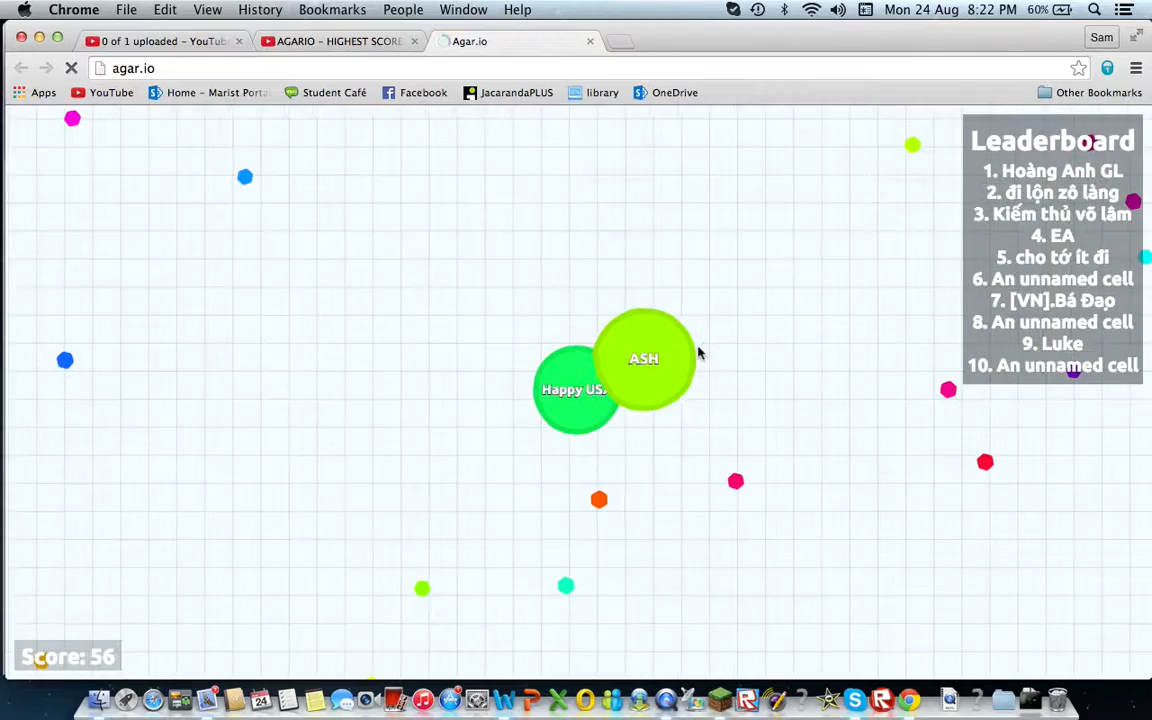 Chrome File Edit View History Bookmarks People Window Help Mon 24 Aug 8:22 PM 60%
0 of 1 uploaded - YouTub AGARIO - HIGHEST SCORE Agar.io Sam
agar.io
Apps YouTube Home - Marist Porta Student Café Facebook JacarandaPLUS library OneDrive Other Bookmarks
Leaderboard
1. Hoàng Anh GL
2. đi lộn zô làng
3. Kiếm thủ võ lâm
4. EA
5. cho tớ ít đi
6. An unnamed cell
7. [VN].Bá Đạo
8. An unnamed cell
9. Luke
10. An unnamed cell
ASH
Happy USA
Score: 56